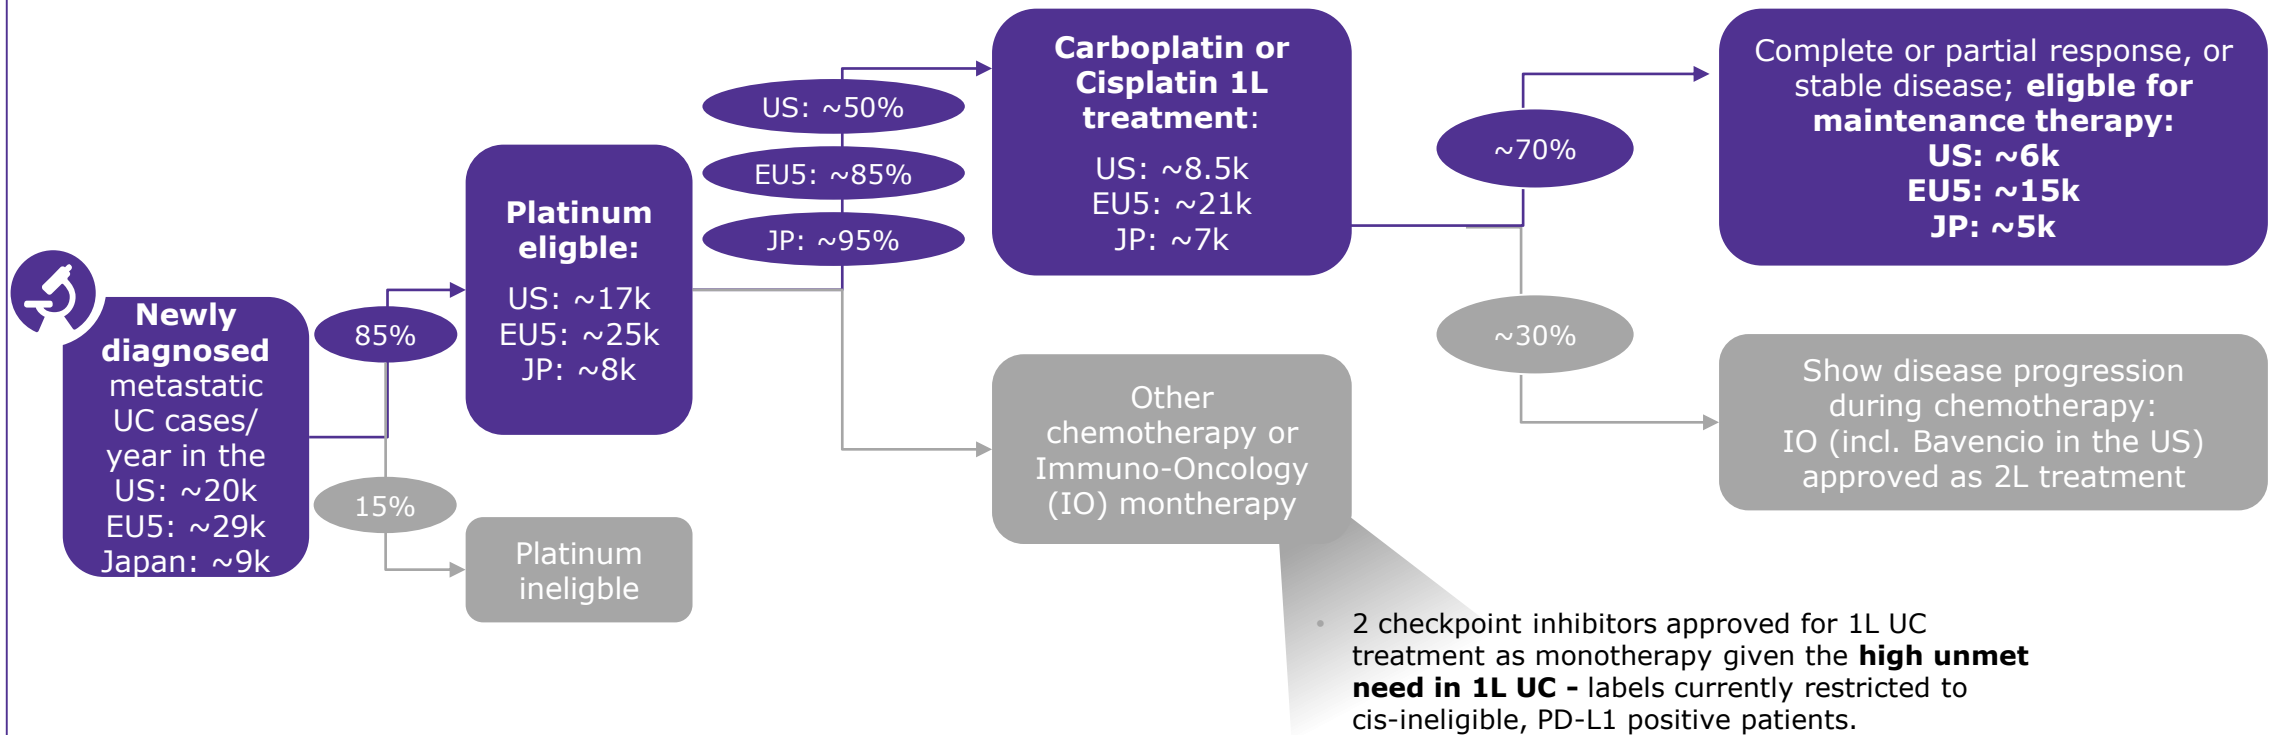 Newly
diagnosed
metastatic
UC cases/
year in the
US: ~20k
EU5: ~29k
Japan: ~9k
85%
15%
Platinum
eligble:
US: ~17k
EU5: ~25k
JP: ~8k
Platinum
ineligble
US: ~50%
EU5: ~85%
JP: ~95%
Carboplatin or
Cisplatin 1L
treatment:
US: ~8.5k
EU5: ~21k
JP: ~7k
Other
chemotherapy or
Immuno-Oncology
(IO) montherapy
~70%
~30%
Complete or partial response, or
stable disease; eligble for
maintenance therapy:
US: ~6k
EU5: ~15k
JP: ~5k
Show disease progression
during chemotherapy:
IO (incl. Bavencio in the US)
approved as 2L treatment
• 2 checkpoint inhibitors approved for 1L UC
treatment as monotherapy given the high unmet
need in 1L UC - labels currently restricted to
cis-ineligible, PD-L1 positive patients.